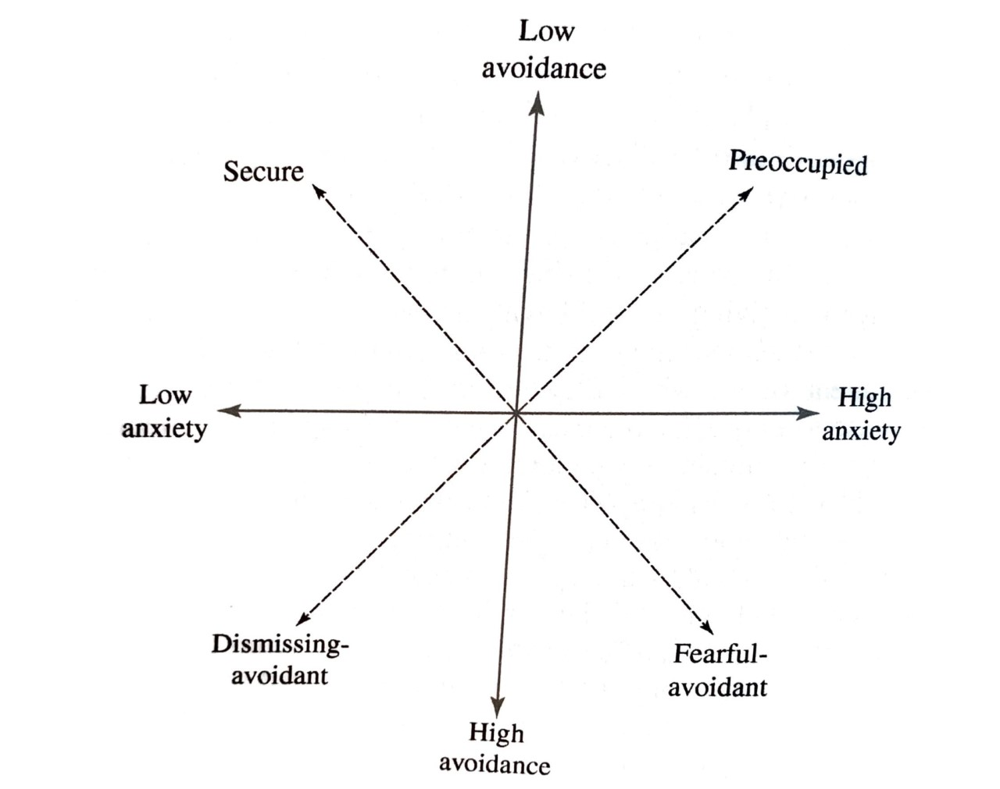 Low
avoidance
Secure
Preoccupied
Low
anxiety
High
anxiety
Dismissing-
avoidant
Fearful-
avoidant
High
avoidance